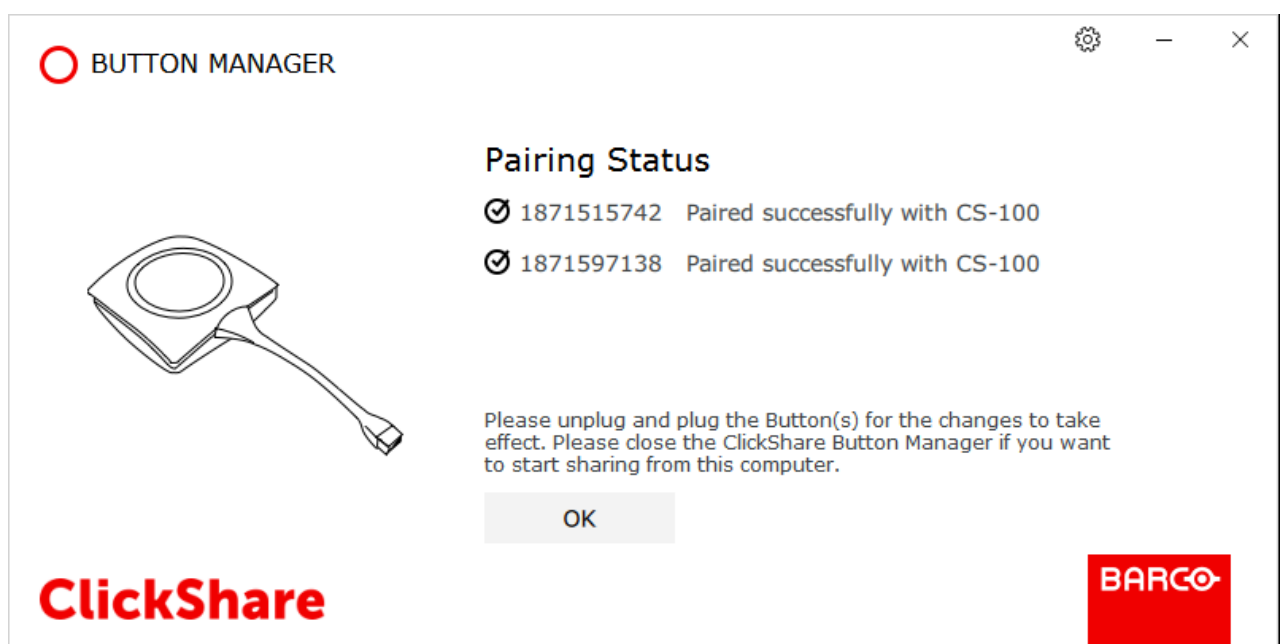 BUTTON MANAGER
Pairing Status
1871515742 Paired successfully with CS-100
1871597138 Paired successfully with CS-100
Please unplug and plug the Button(s) for the changes to take
effect. Please close the ClickShare Button Manager if you want
to start sharing from this computer.
OK
ClickShare
BARCO